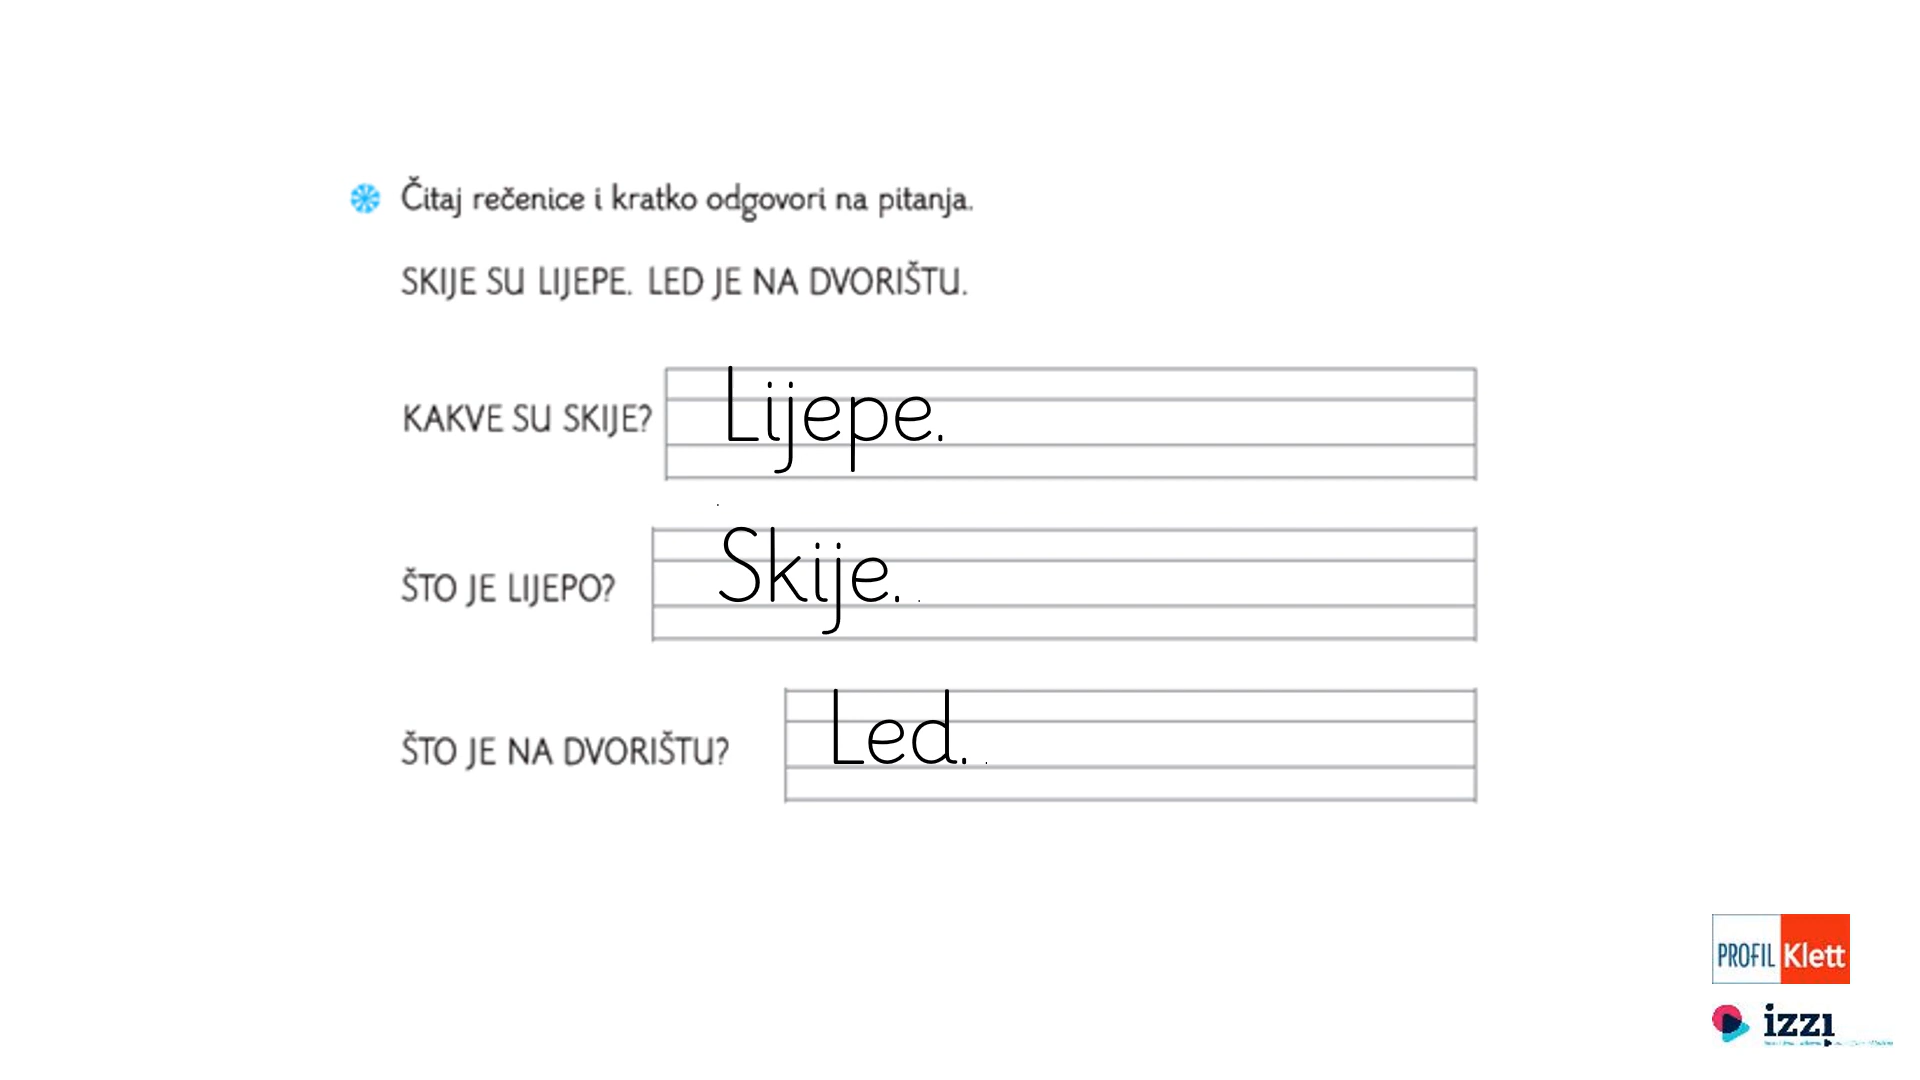 Čitaj rečenice i kratko odgovori na pitanja.
SKIJE SU LIJEPE. LED JE NA DVORIŠTU.
KAKVE SU SKIJE? Lijepe.
ŠTO JE LIJEPO? Skije.
ŠTO JE NA DVORIŠTU? Led.
PROFIL Klett
izzi